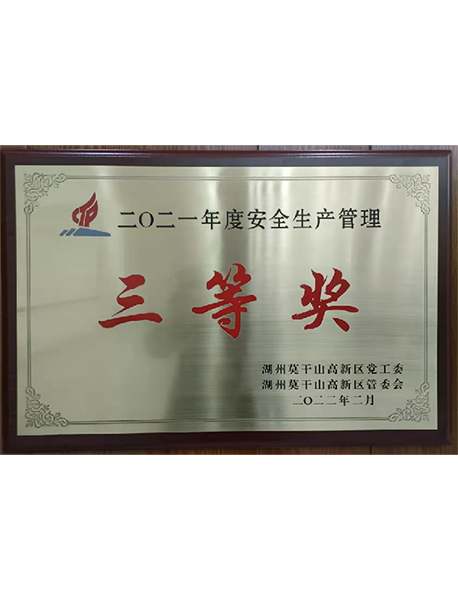 二〇二一年度安全生产管理
三等奖
湖州莫干山高新区党工委
湖州莫干山高新区管委会
二〇二二年二月